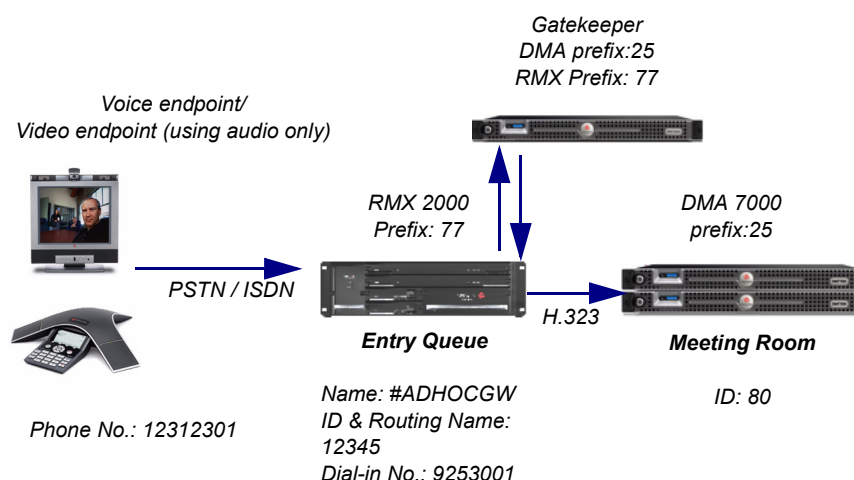 Gatekeeper
DMA prefix:25
RMX Prefix: 77
Voice endpoint/
Video endpoint (using audio only)
RMX 2000
Prefix: 77
DMA 7000
prefix:25
PSTN / ISDN
H.323
Entry Queue
Meeting Room
Name: #ADHOCGW
ID & Routing Name:
12345
Dial-in No.: 9253001
ID: 80
Phone No.: 12312301